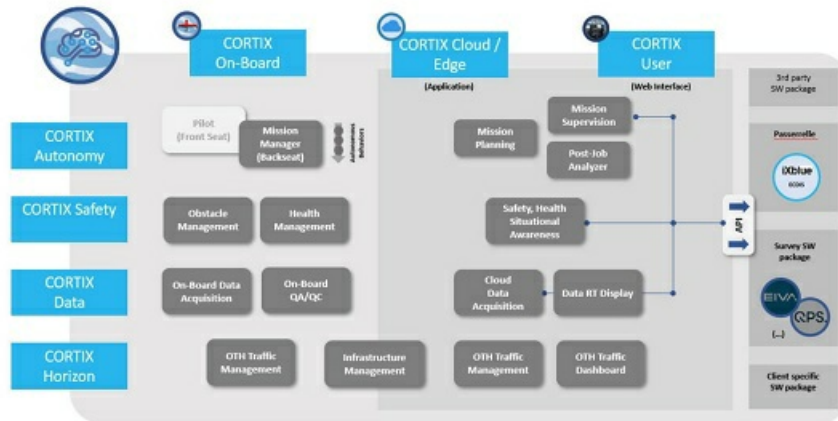 CORTIX
On-Board
CORTIX Cloud /
Edge
(Application)
CORTIX
User
(Web Interface)
3rd party
SW package
CORTIX
Autonomy
Pilot
(Front Seat)
Mission
Manager
(Backseat)
Autonomous
Behaviors
Mission
Planning
Mission
Supervision
Post-Job
Analyzer
Passerelle
iXblue
CORTIX Safety
Obstacle
Management
Health
Management
Safety, Health
Situational
Awareness
API
CORTIX
Data
On-Board Data
Acquisition
On-Board
QA/QC
Cloud
Data
Acquisition
Data RT Display
Survey SW
package
EIVA
QPS.
(...)
CORTIX
Horizon
OTH Traffic
Management
Infrastructure
Management
OTH Traffic
Management
OTH Traffic
Dashboard
Client specific
SW package